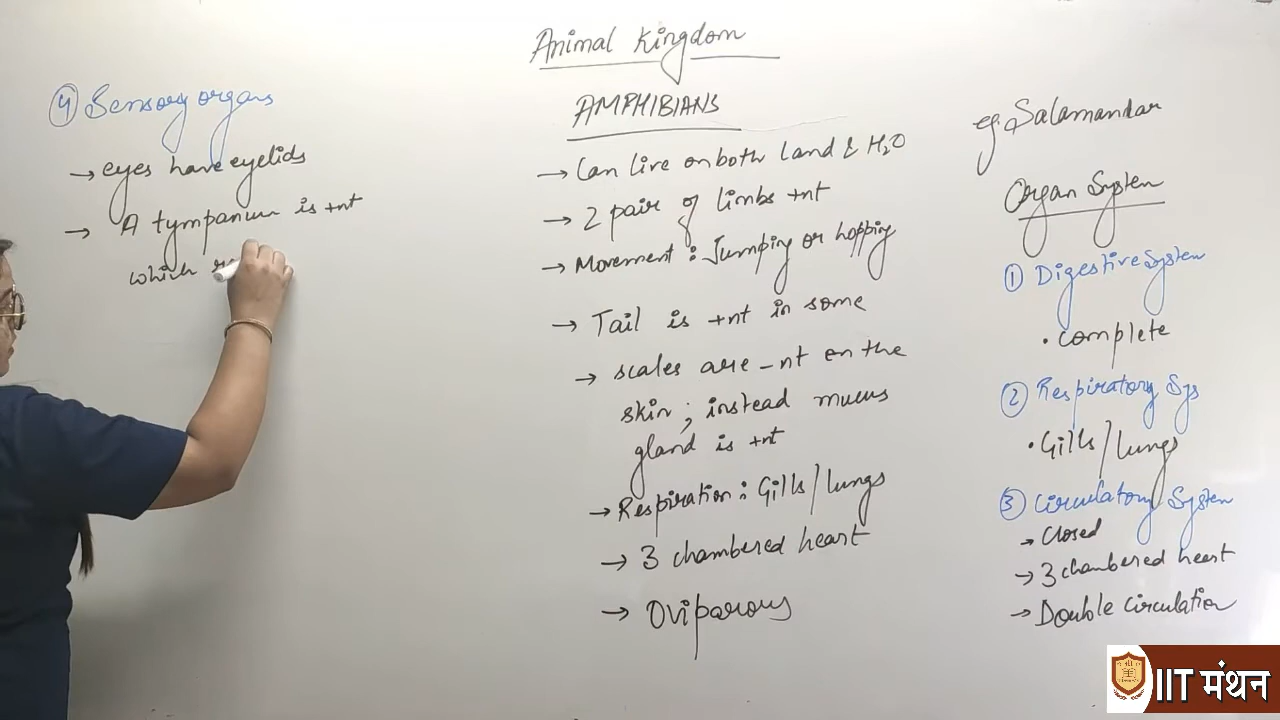 Animal Kingdom
④ Sensory organs
→ eyes have eyelids
→ A tympanum is +nt
which
AMPHIBIANS
→ Can live on both land & H₂O
→ 2 pair of limbs +nt
→ Movement : Jumping or hopping
→ Tail is +nt in some
→ scales are -nt on the
skin ; instead mucus
gland is +nt
→ Respiration : Gills/lungs
→ 3 chambered heart
→ Oviparous
eg. Salamandar
Organ System
① Digestive System
• complete
② Respiratory Sys
• Gills/lungs
③ Circulatory System
→ closed
→ 3 chambered heart
→ Double circulation
IIT मंथन